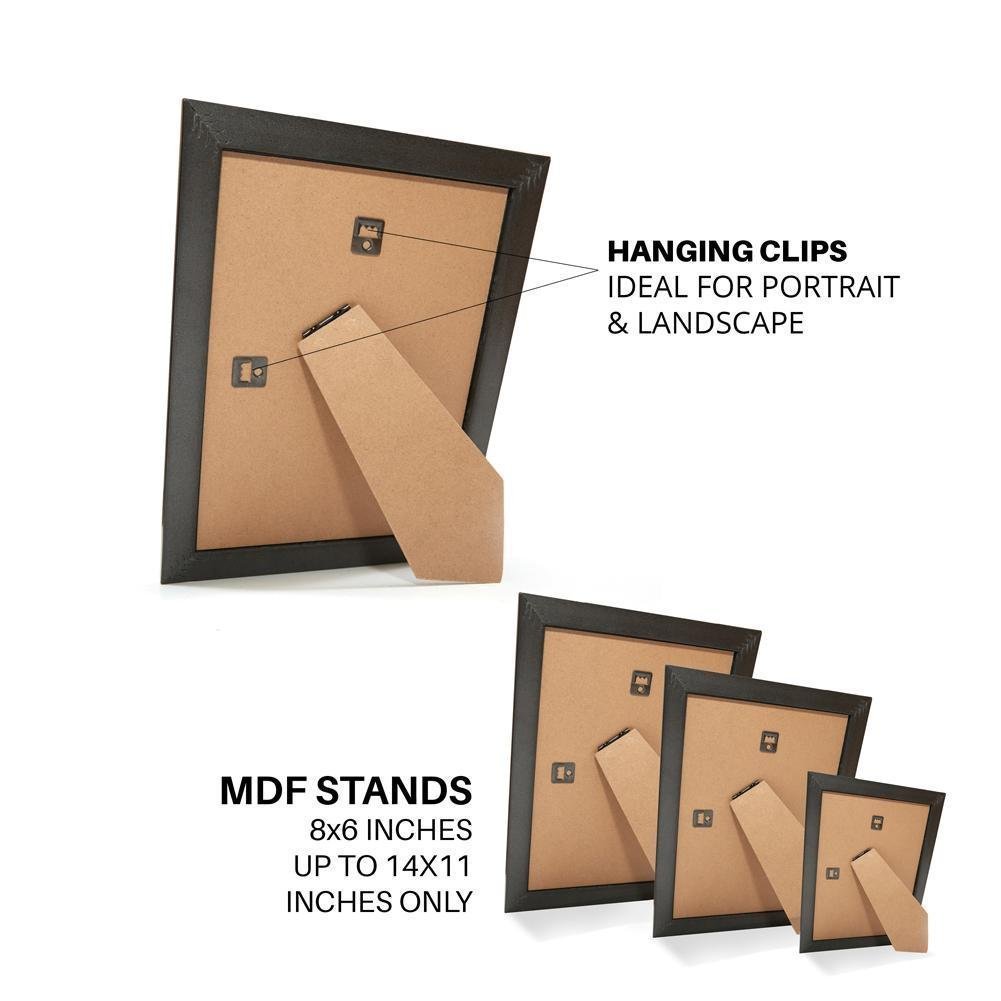 HANGING CLIPS
IDEAL FOR PORTRAIT
& LANDSCAPE
MDF STANDS
8x6 INCHES
UP TO 14X11
INCHES ONLY